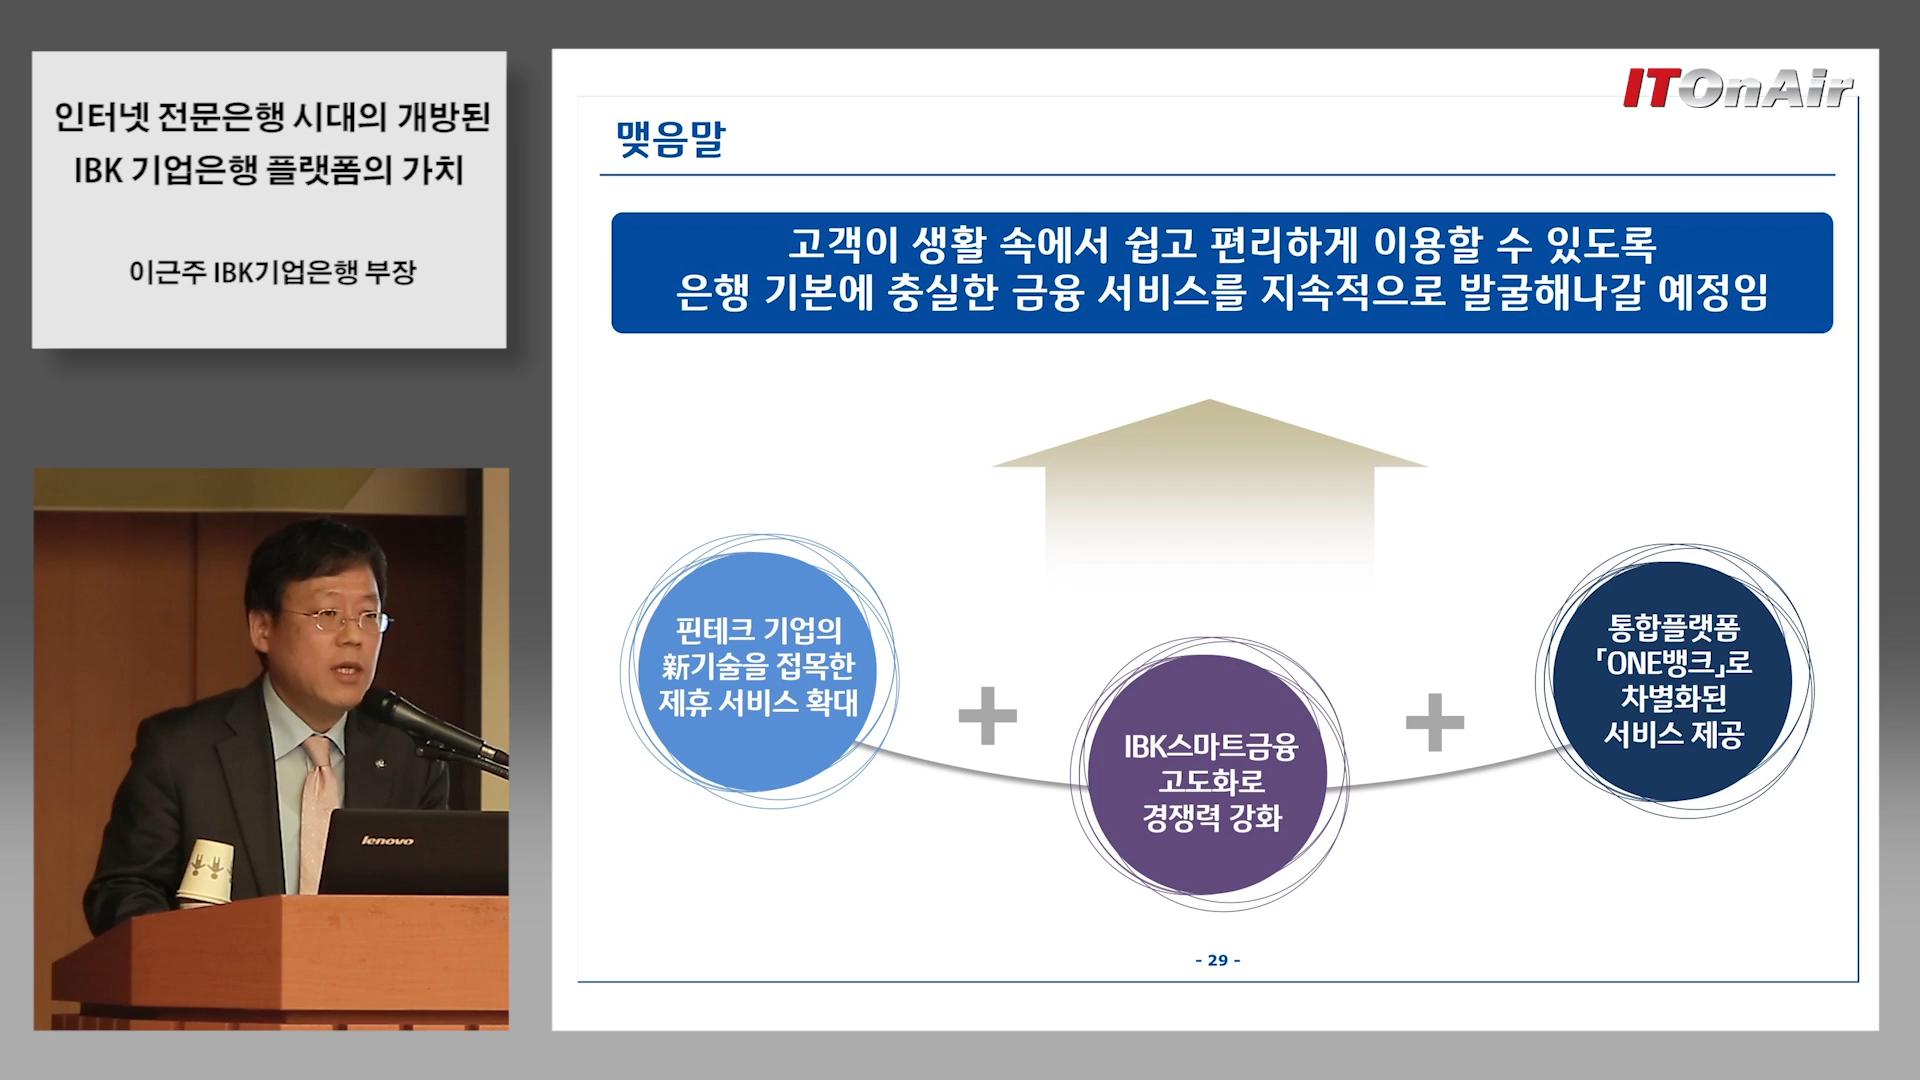 인터넷 전문은행 시대의 개방된
IBK 기업은행 플랫폼의 가치
이근주 IBK기업은행 부장
ITOnAir
맺음말
고객이 생활 속에서 쉽고 편리하게 이용할 수 있도록
은행 기본에 충실한 금융 서비스를 지속적으로 발굴해나갈 예정임
핀테크 기업의
新기술을 접목한
제휴 서비스 확대
+
IBK스마트금융
고도화로
경쟁력 강화
+
통합플랫폼
「ONE뱅크」로
차별화된
서비스 제공
- 29 -
lenovo